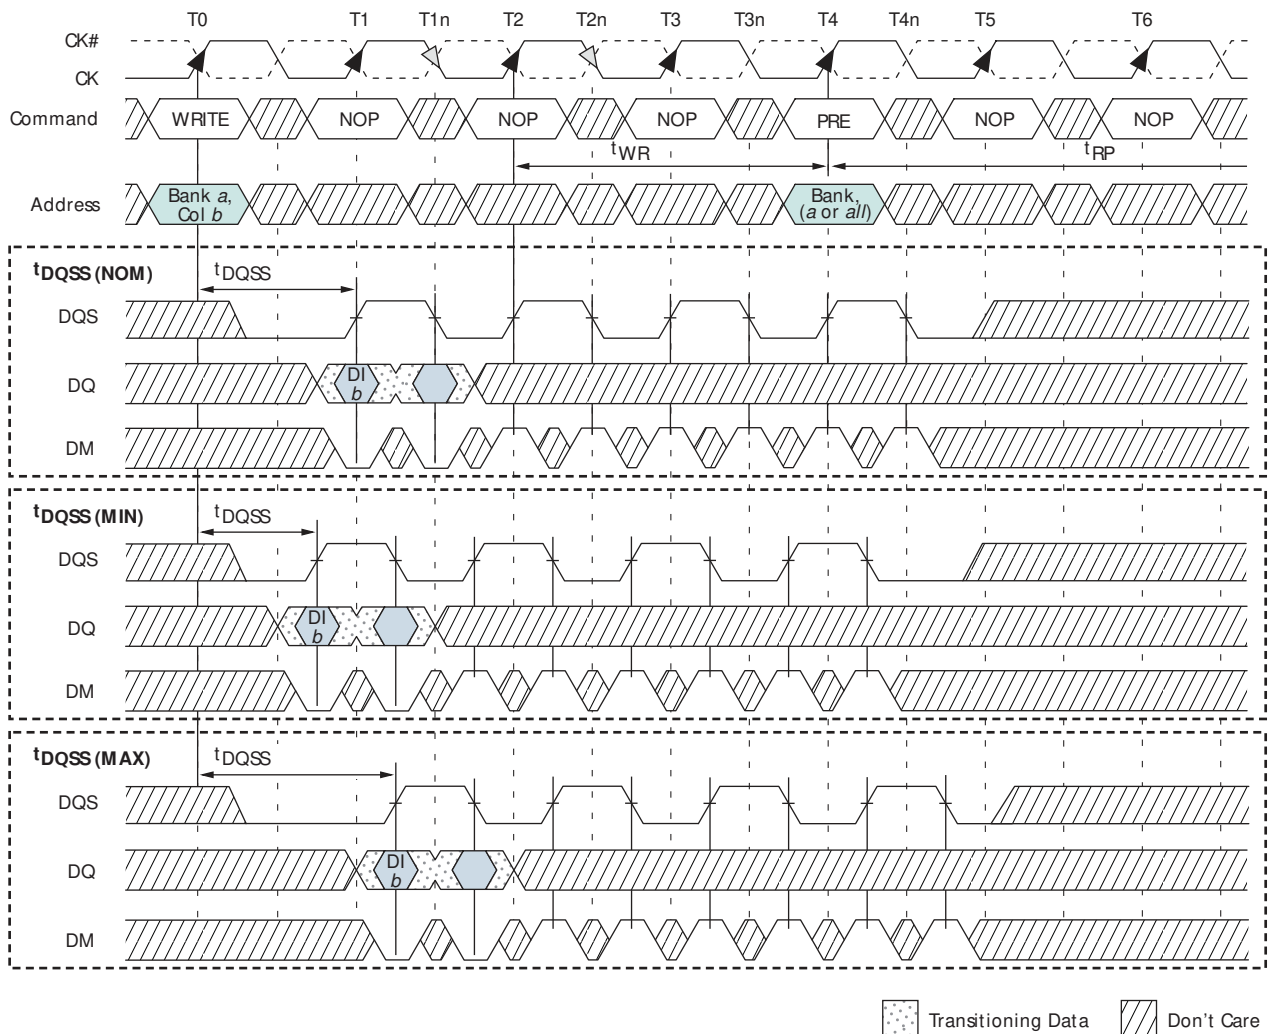 T0 T1 T1n T2 T2n T3 T3n T4 T4n T5 T6
CK#
CK
Command WRITE NOP NOP NOP PRE NOP NOP
tWR tRP
Address Bank a, Col b Bank, (a or all)
tDQSS (NOM) tDQSS
DQS
DQ DI b
DM
tDQSS (MIN) tDQSS
DQS
DQ DI b
DM
tDQSS (MAX) tDQSS
DQS
DQ DI b
DM
Transitioning Data Don't Care